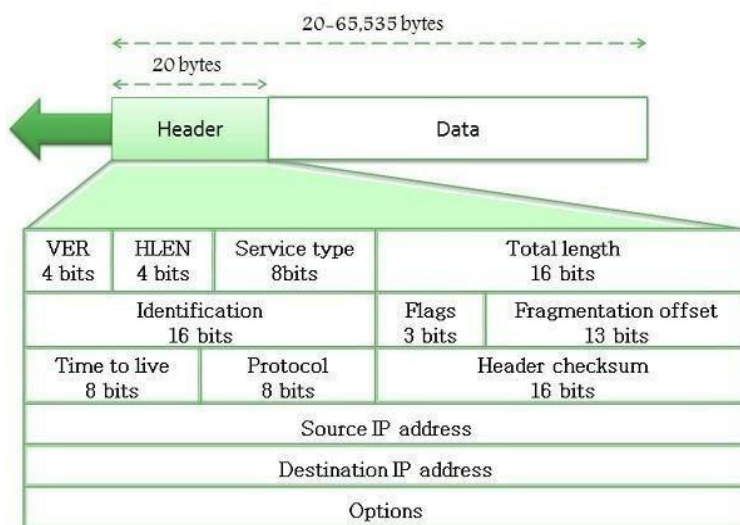 20-65,535 bytes
20 bytes
Header
Data
VER
4 bits
HLEN
4 bits
Service type
8bits
Total length
16 bits
Identification
16 bits
Flags
3 bits
Fragmentation offset
13 bits
Time to live
8 bits
Protocol
8 bits
Header checksum
16 bits
Source IP address
Destination IP address
Options